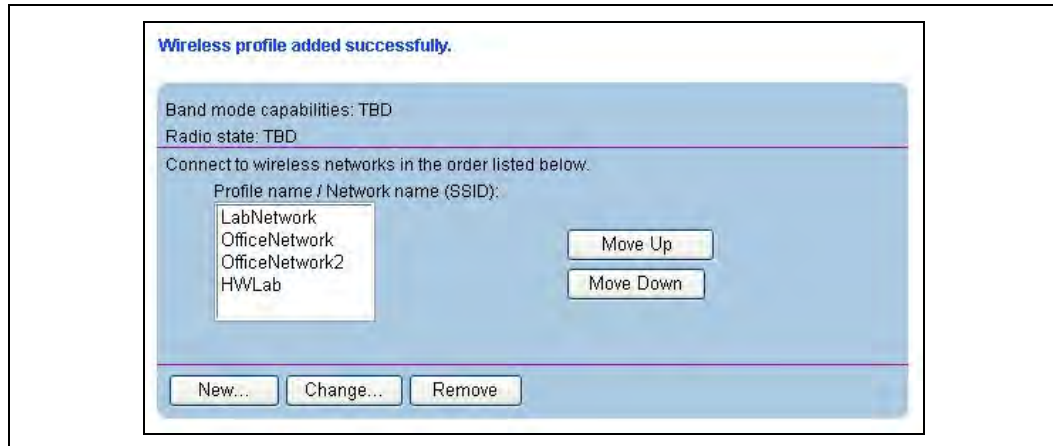 Wireless profile added successfully.
Band mode capabilities: TBD
Radio state: TBD
Connect to wireless networks in the order listed below.
Profile name / Network name (SSID):
LabNetwork
OfficeNetwork
OfficeNetwork2
HWLab
Move Up
Move Down
New... Change... Remove